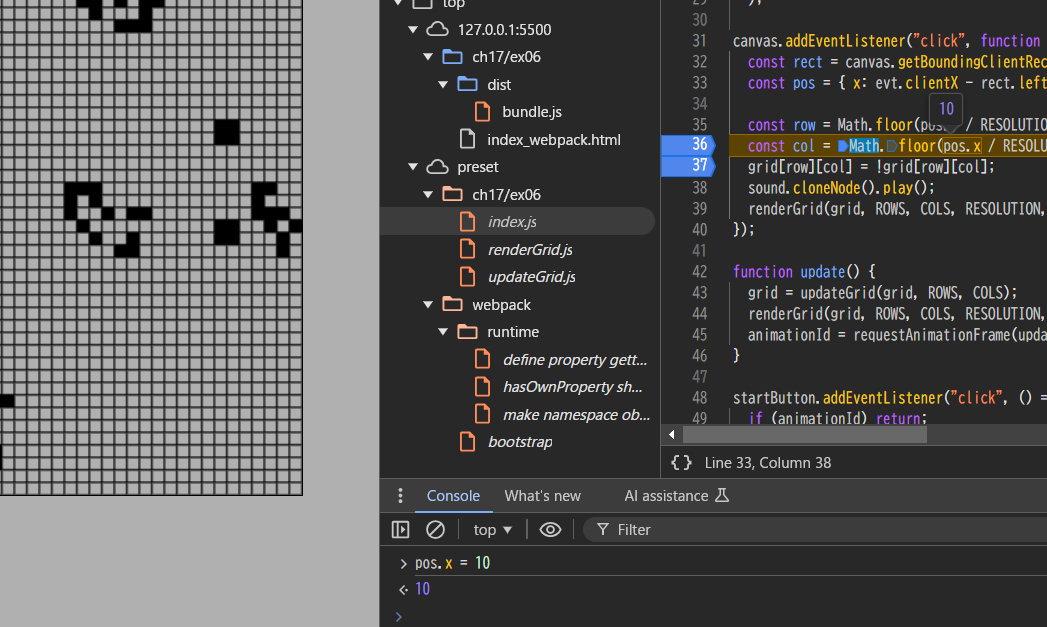 top
127.0.0.1:5500
ch17/ex06
dist
bundle.js
index_webpack.html
preset
ch17/ex06
index.js
renderGrid.js
updateGrid.js
webpack
runtime
define property gett...
hasOwnProperty sh...
make namespace ob...
bootstrap
29 );
30
31 canvas.addEventListener("click", function
32 const rect = canvas.getBoundingClientRec
33 const pos = { x: evt.clientX - rect.left
34
10
35 const row = Math.floor(pos. / RESOLUTIO
36 const col = Math.floor(pos.x / RESOLU
37 grid[row][col] = !grid[row][col];
38 sound.cloneNode().play();
39 renderGrid(grid, ROWS, COLS, RESOLUTION,
40 });
41
42 function update() {
43 grid = updateGrid(grid, ROWS, COLS);
44 renderGrid(grid, ROWS, COLS, RESOLUTION,
45 animationId = requestAnimationFrame(upda
46 }
47
48 startButton.addEventListener("click", () =
49 if (animationId) return;
{} Line 33, Column 38
Console What's new AI assistance
top Filter
> pos.x = 10
10
>